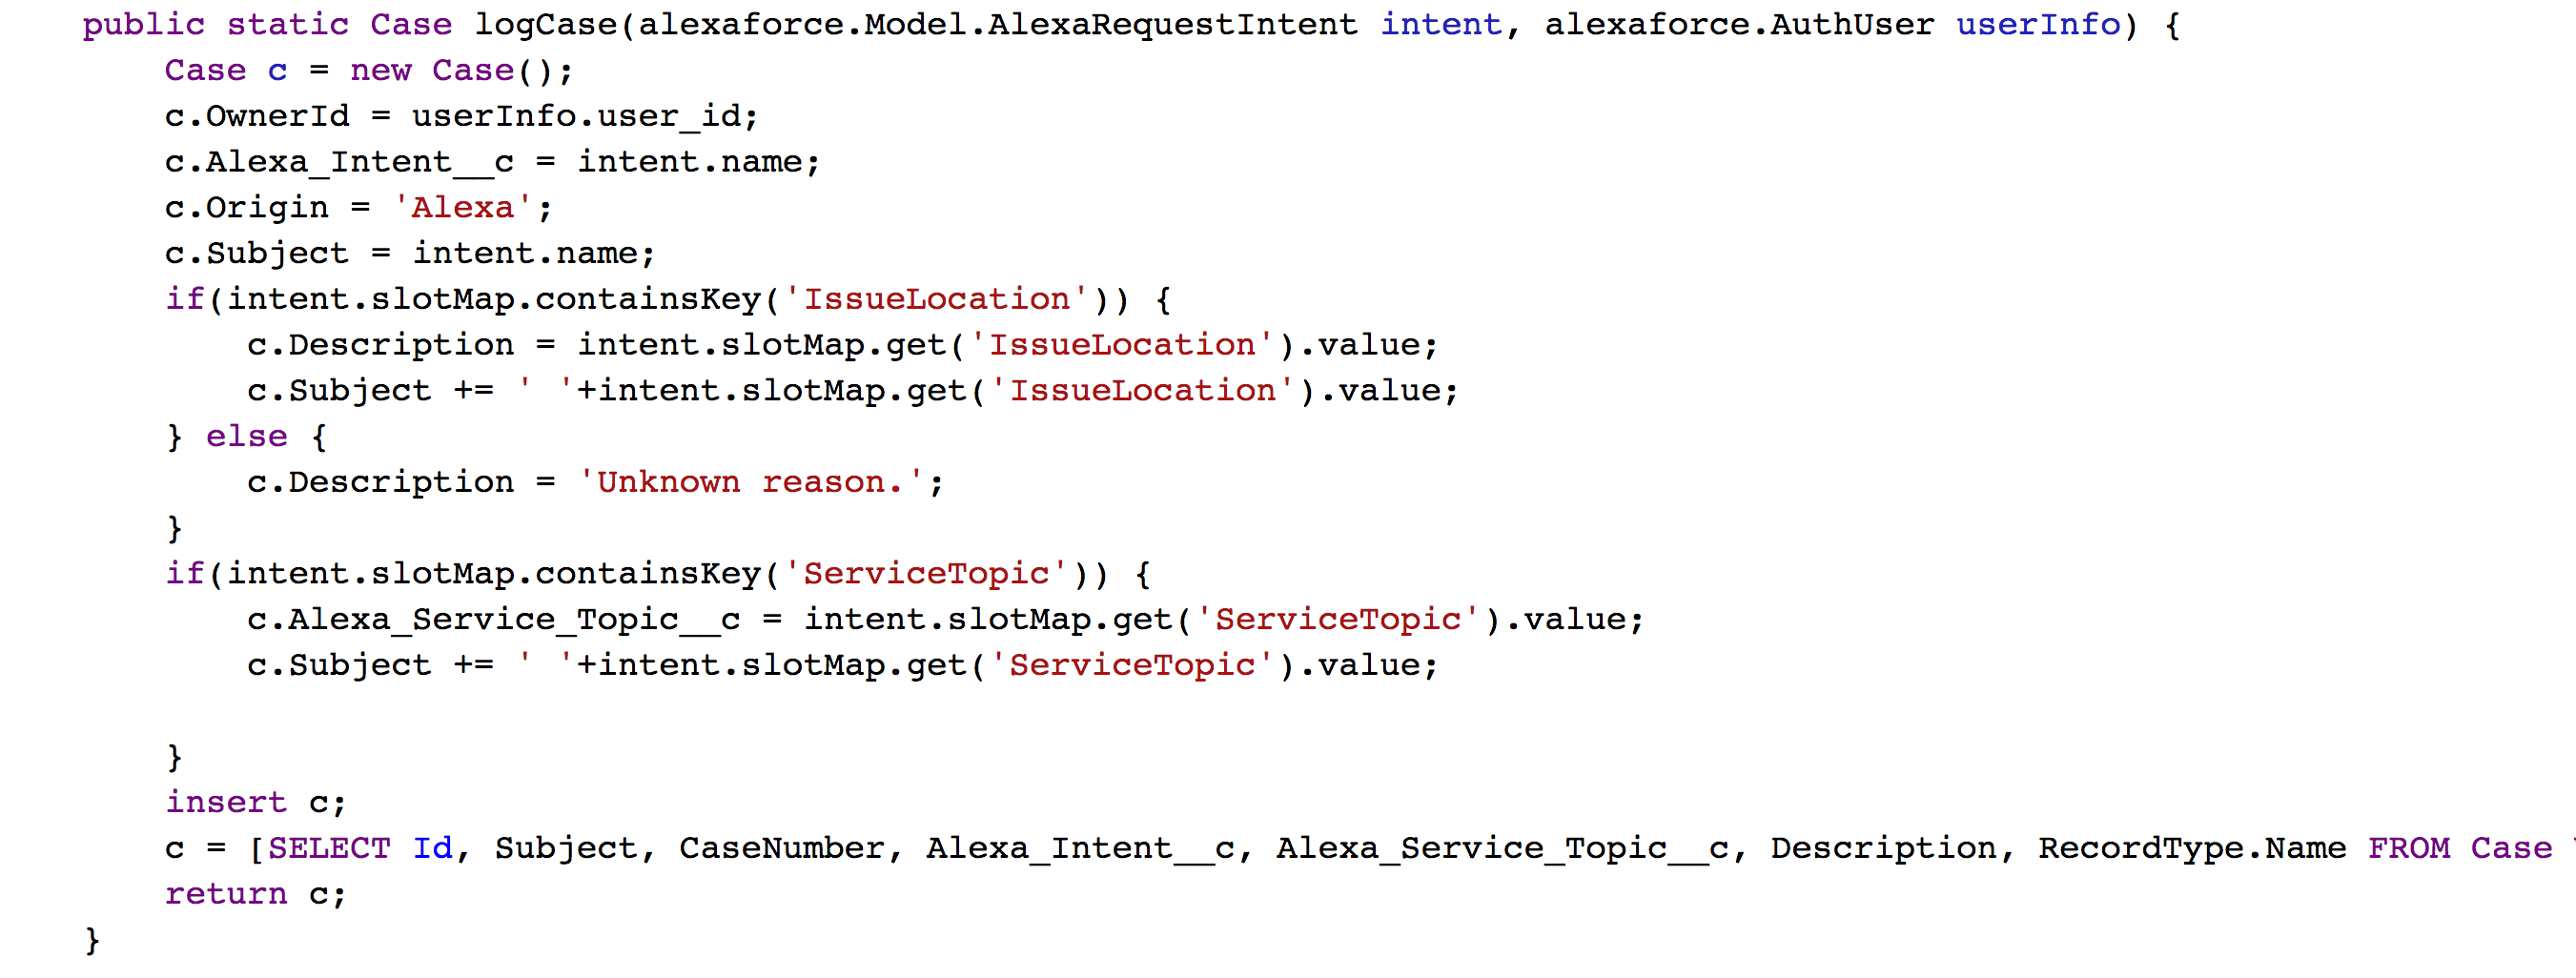 public static Case logCase(alexaforce.Model.AlexaRequestIntent intent, alexaforce.AuthUser userInfo) {
Case c = new Case();
c.OwnerId = userInfo.user_id;
c.Alexa_Intent__c = intent.name;
c.Origin = 'Alexa';
c.Subject = intent.name;
if(intent.slotMap.containsKey('IssueLocation')) {
c.Description = intent.slotMap.get('IssueLocation').value;
c.Subject += ' '+intent.slotMap.get('IssueLocation').value;
} else {
c.Description = 'Unknown reason.';
}
if(intent.slotMap.containsKey('ServiceTopic')) {
c.Alexa_Service_Topic__c = intent.slotMap.get('ServiceTopic').value;
c.Subject += ' '+intent.slotMap.get('ServiceTopic').value;
}
insert c;
c = [SELECT Id, Subject, CaseNumber, Alexa_Intent__c, Alexa_Service_Topic__c, Description, RecordType.Name FROM Case
return c;
}